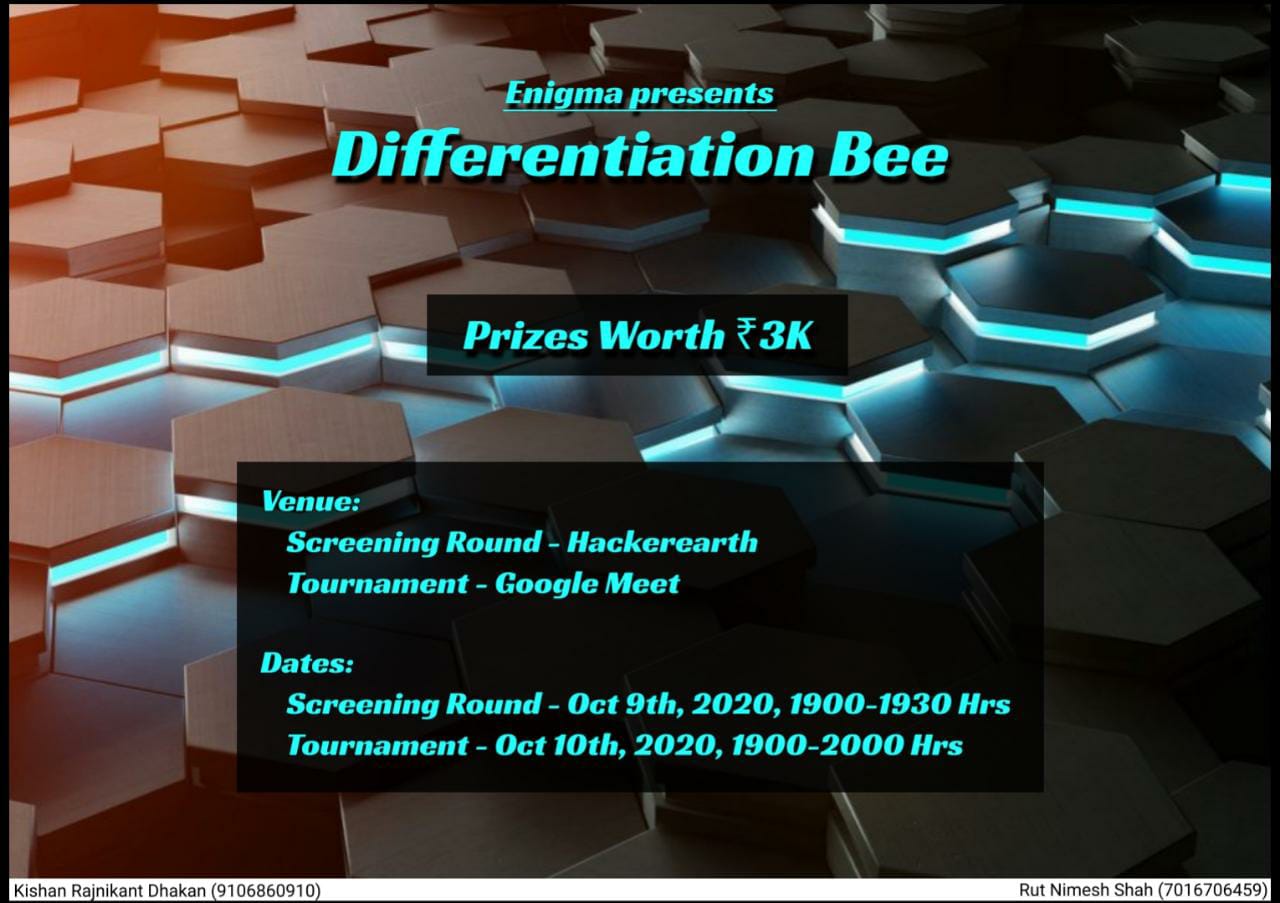 Enigma presents
Differentiation Bee
Prizes Worth ₹3K
Venue:
Screening Round - Hackerearth
Tournament - Google Meet
Dates:
Screening Round - Oct 9th, 2020, 1900-1930 Hrs
Tournament - Oct 10th, 2020, 1900-2000 Hrs
Kishan Rajnikant Dhakan (9106860910)
Rut Nimesh Shah (7016706459)